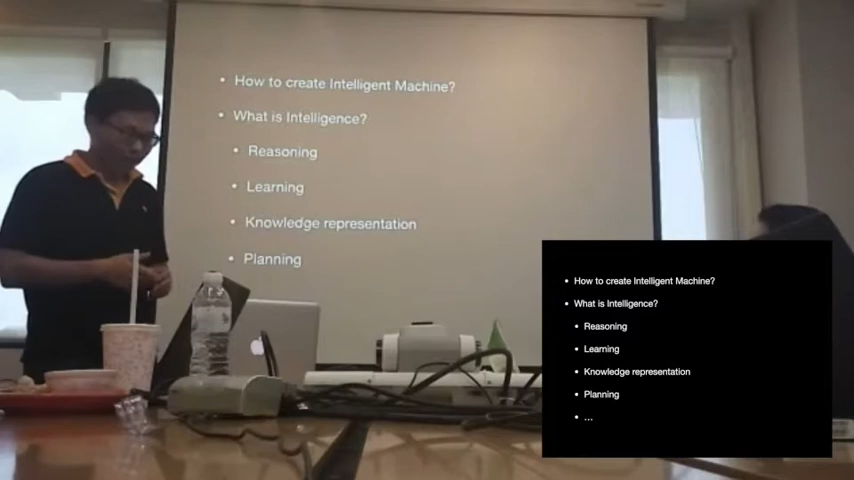 • How to create Intelligent Machine?
• What is Intelligence?
• Reasoning
• Learning
• Knowledge representation
• Planning
• How to create Intelligent Machine?
• What is Intelligence?
• Reasoning
• Learning
• Knowledge representation
• Planning
• ...